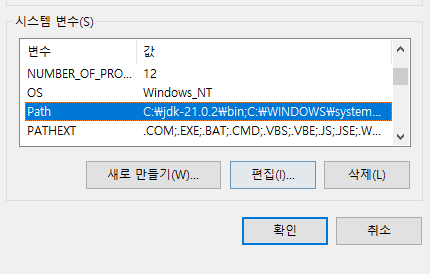 시스템 변수(S)
변수 값
NUMBER_OF_PRO... 12
OS Windows_NT
Path C:₩jdk-21.0.2₩bin;C:₩WINDOWS₩system...
PATHEXT .COM;.EXE;.BAT;.CMD;.VBS;.VBE;.JS;.JSE;.W...
새로 만들기(W)... 편집(I)... 삭제(L)
확인 취소